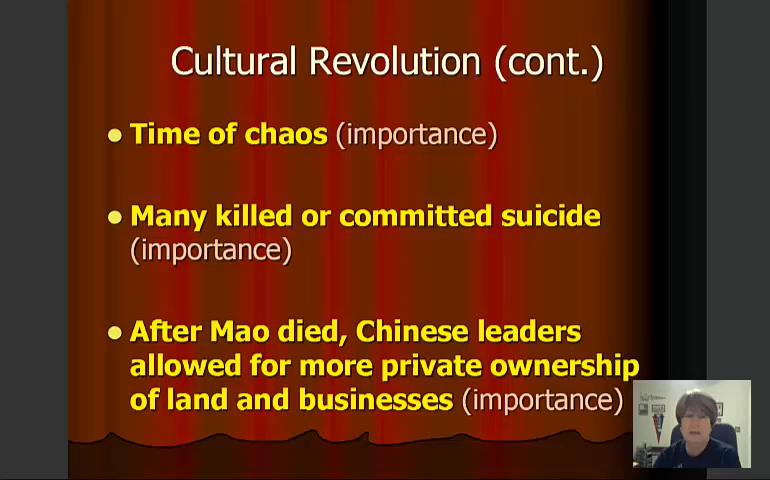 Cultural Revolution (cont.)
Time of chaos (importance)
Many killed or committed suicide
(importance)
After Mao died, Chinese leaders
allowed for more private ownership
of land and businesses (importance)